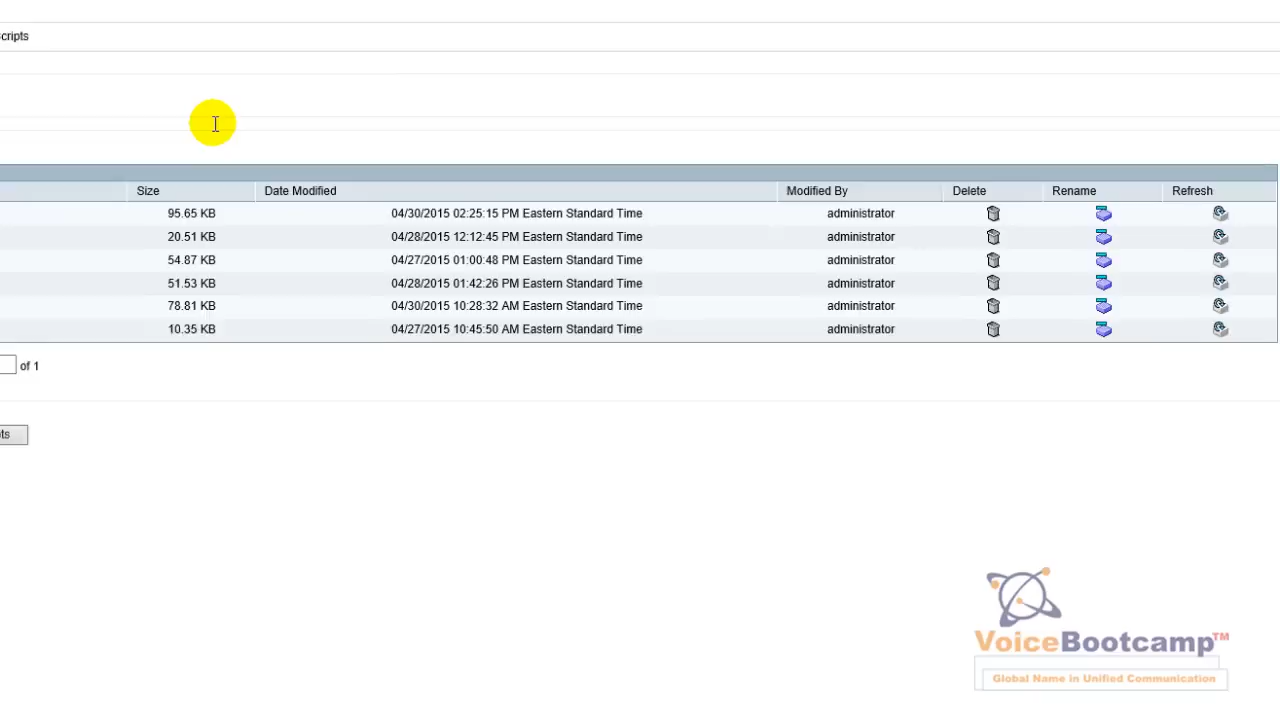 cripts
Size Date Modified Modified By Delete Rename Refresh
95.65 KB 04/30/2015 02:25:15 PM Eastern Standard Time administrator
20.51 KB 04/28/2015 12:12:45 PM Eastern Standard Time administrator
54.87 KB 04/27/2015 01:00:48 PM Eastern Standard Time administrator
51.53 KB 04/28/2015 01:42:26 PM Eastern Standard Time administrator
78.81 KB 04/30/2015 10:28:32 AM Eastern Standard Time administrator
10.35 KB 04/27/2015 10:45:50 AM Eastern Standard Time administrator
of 1
ts
VoiceBootcamp™
Global Name in Unified Communication